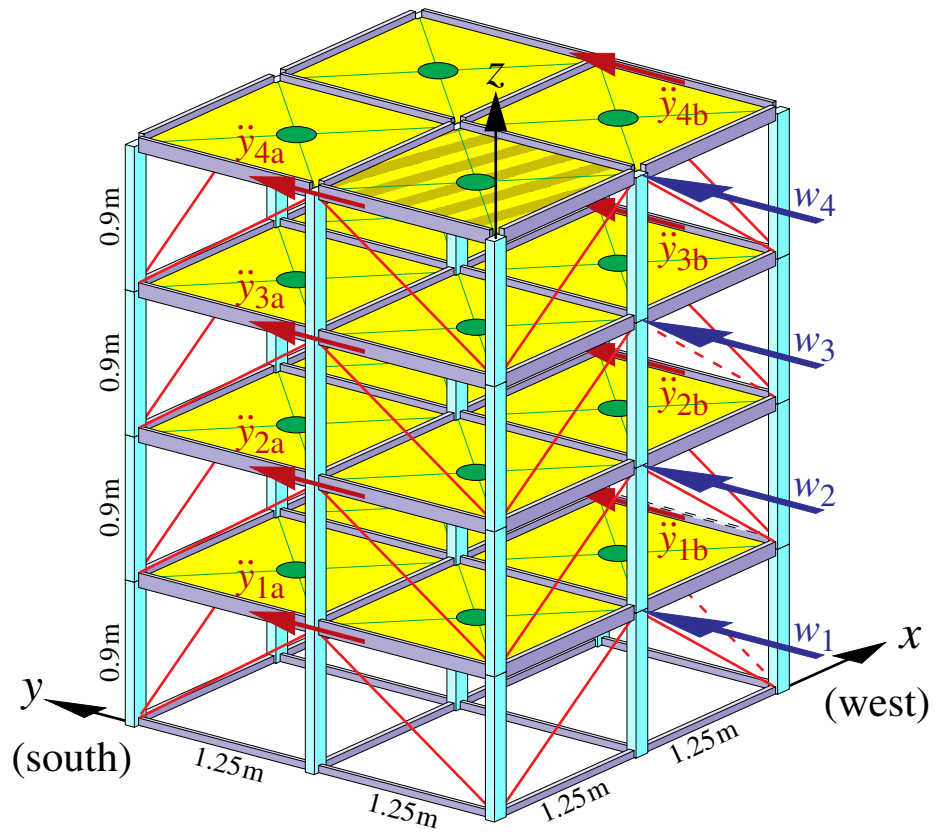 z
ÿ4b
ÿ4a
w4
0.9m
ÿ3b
ÿ3a
w3
0.9m
ÿ2b
ÿ2a
w2
0.9m
ÿ1b
ÿ1a
w1
x
0.9m
(west)
y
(south)
1.25m
1.25m
1.25m
1.25m